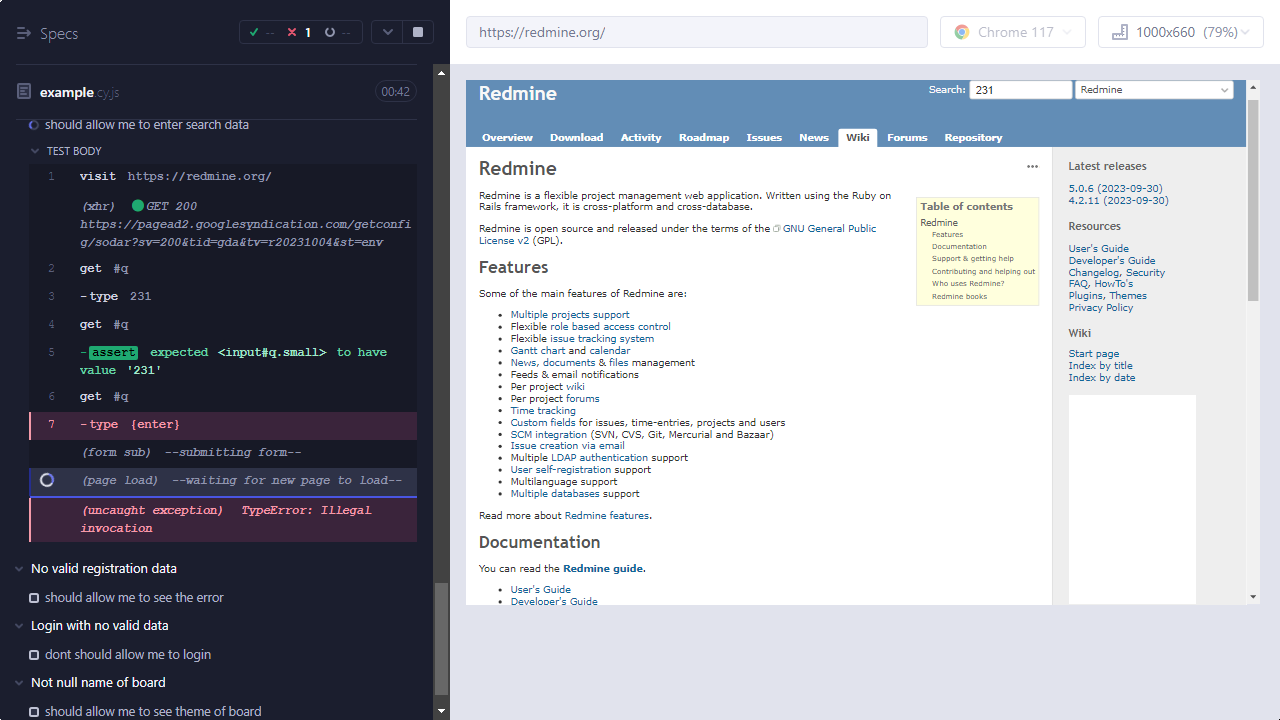 Specs
-- 1 --
example.cy.js
00:42
should allow me to enter search data
TEST BODY
1 visit https://redmine.org/
(xhr) GET 200
https://pagead2.googlesyndication.com/getconfi
g/sodar?sv=200&tid=gda&tv=r20231004&st=env
2 get #q
3 -type 231
4 get #q
5 -assert expected <input#q.small> to have
value '231'
6 get #q
7 -type {enter}
(form sub) --submitting form--
(page load) --waiting for new page to load--
(uncaught exception) TypeError: Illegal
invocation
No valid registration data
should allow me to see the error
Login with no valid data
dont should allow me to login
Not null name of board
should allow me to see theme of board
https://redmine.org/
Chrome 117
1000x660 (79%)
Redmine
Search: 231 Redmine
Overview Download Activity Roadmap Issues News Wiki Forums Repository
Redmine
Redmine is a flexible project management web application. Written using the Ruby on
Rails framework, it is cross-platform and cross-database.
Redmine is open source and released under the terms of the GNU General Public
License v2 (GPL).
Table of contents
Redmine
Features
Documentation
Support & getting help
Contributing and helping out
Who uses Redmine?
Redmine books
Features
Some of the main features of Redmine are:
• Multiple projects support
• Flexible role based access control
• Flexible issue tracking system
• Gantt chart and calendar
• News, documents & files management
• Feeds & email notifications
• Per project wiki
• Per project forums
• Time tracking
• Custom fields for issues, time-entries, projects and users
• SCM integration (SVN, CVS, Git, Mercurial and Bazaar)
• Issue creation via email
• Multiple LDAP authentication support
• User self-registration support
• Multilanguage support
• Multiple databases support
Read more about Redmine features.
Documentation
You can read the Redmine guide.
• User's Guide
• Developer's Guide
Latest releases
5.0.6 (2023-09-30)
4.2.11 (2023-09-30)
Resources
User's Guide
Developer's Guide
Changelog, Security
FAQ, HowTo's
Plugins, Themes
Privacy Policy
Wiki
Start page
Index by title
Index by date